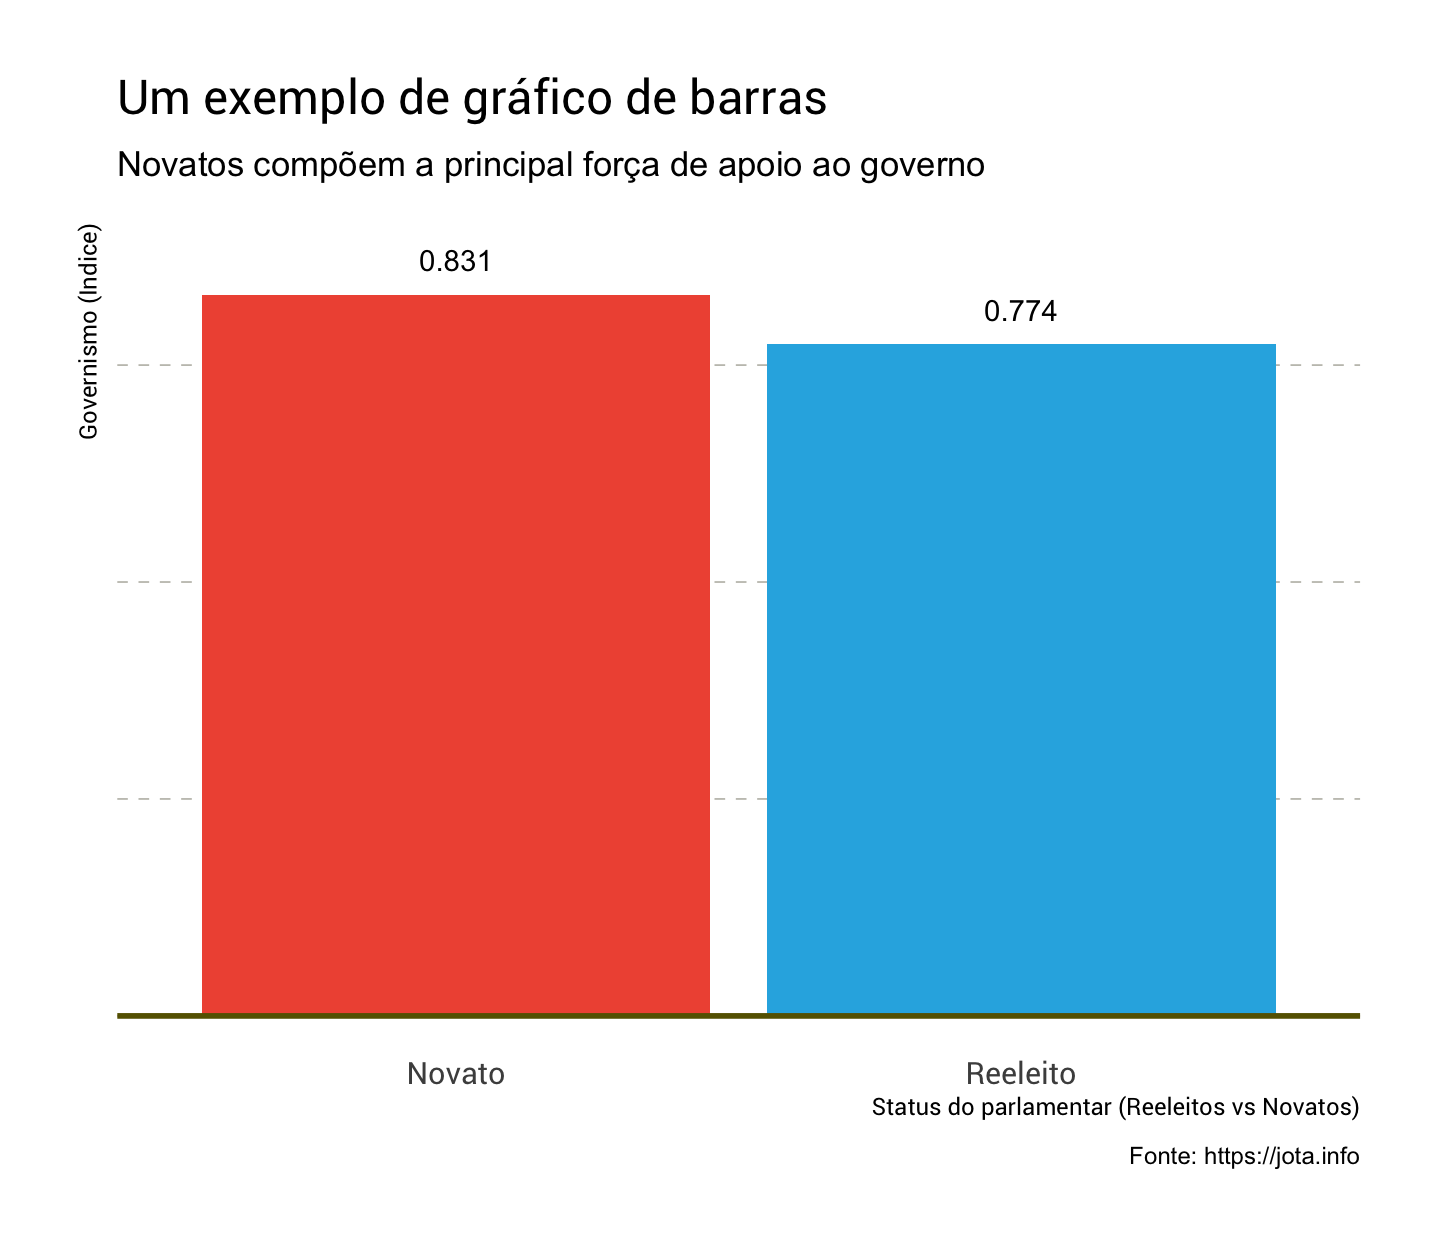 Um exemplo de gráfico de barras
Novatos compõem a principal força de apoio ao governo
Governismo (Indice)
0.831
0.774
Novato
Reeleito
Status do parlamentar (Reeleitos vs Novatos)
Fonte: https://jota.info